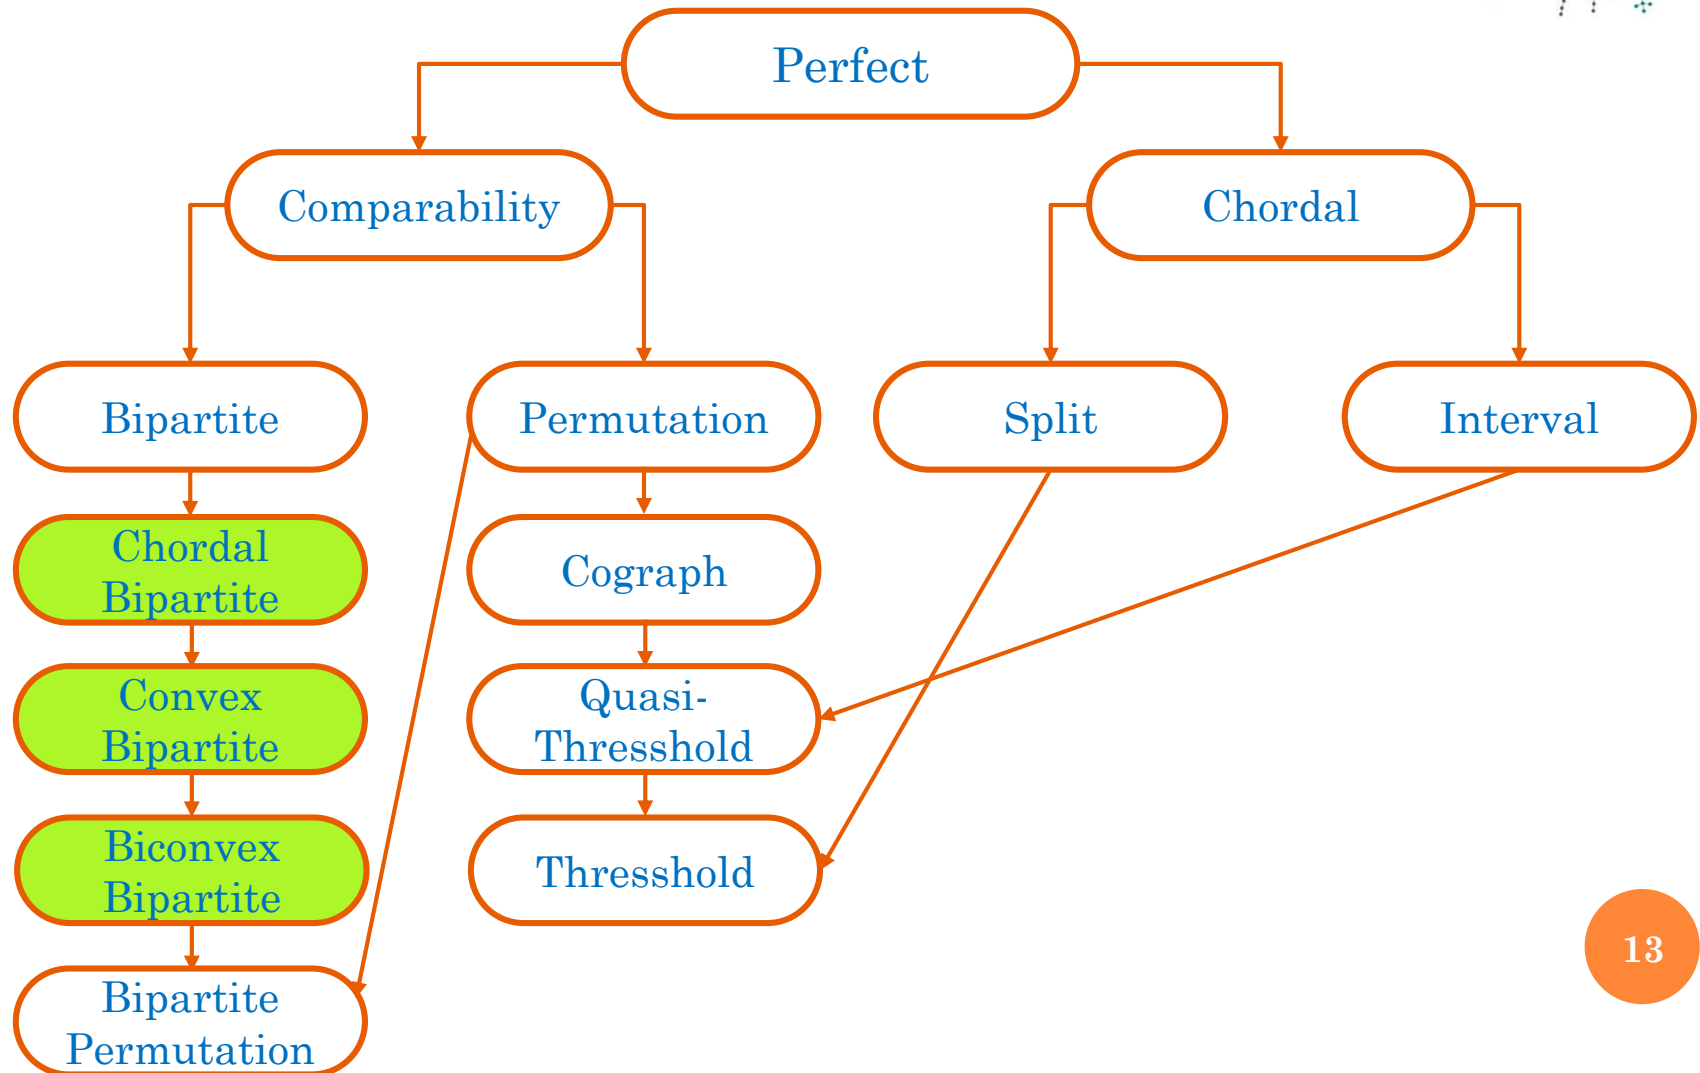 Perfect
Comparability
Chordal
Bipartite
Permutation
Split
Interval
Chordal
Bipartite
Cograph
Convex
Bipartite
Quasi-
Thresshold
Biconvex
Bipartite
Thresshold
Bipartite
Permutation
13